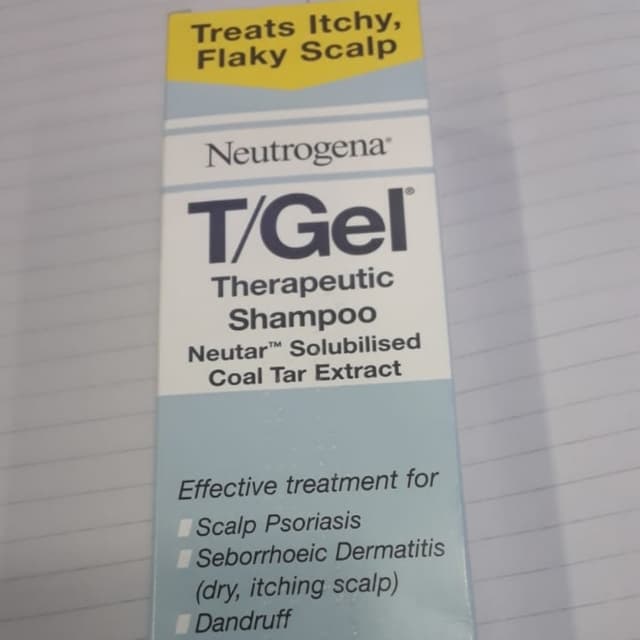 Treats Itchy,
Flaky Scalp
Neutrogena®
T/Gel®
Therapeutic
Shampoo
Neutar™ Solubilised
Coal Tar Extract
Effective treatment for
Scalp Psoriasis
Seborrhoeic Dermatitis
(dry, itching scalp)
Dandruff